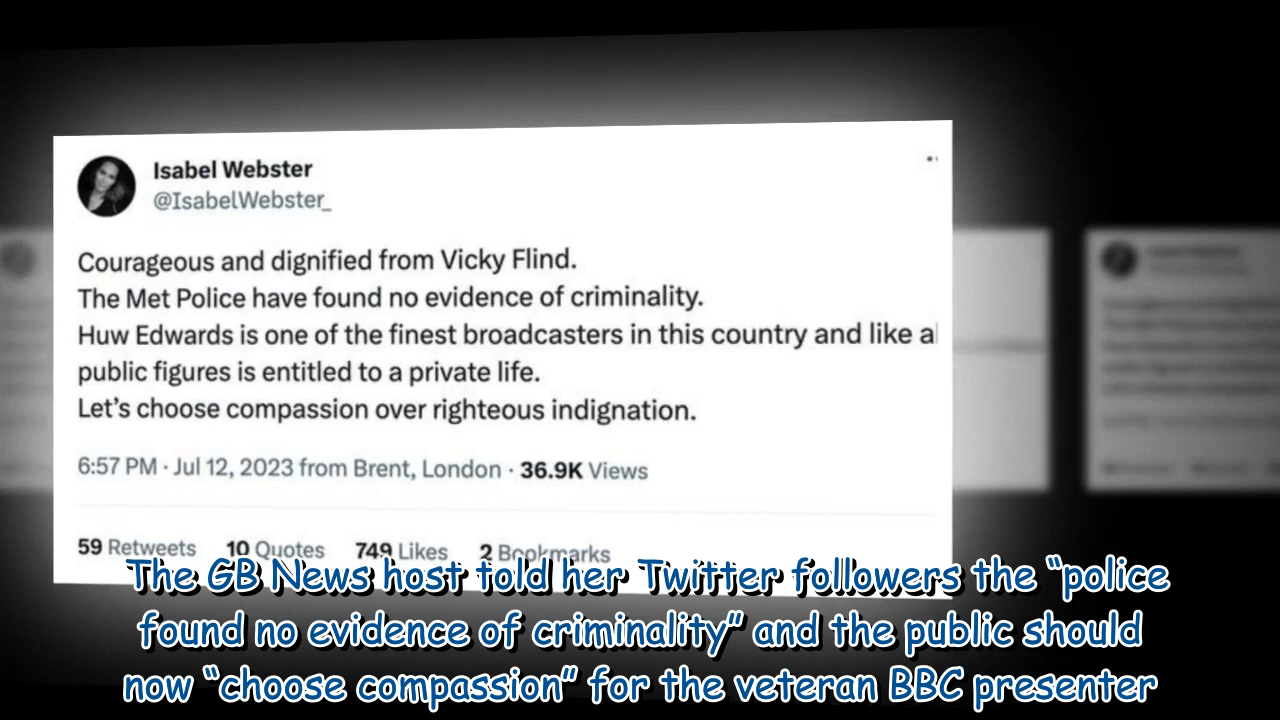 Isabel Webster
@IsabelWebster_
Courageous and dignified from Vicky Flind.
The Met Police have found no evidence of criminality.
Huw Edwards is one of the finest broadcasters in this country and like al
public figures is entitled to a private life.
Let's choose compassion over righteous indignation.
6:57 PM · Jul 12, 2023 from Brent, London · 36.9K Views
59 Retweets 10 Quotes 749 Likes 2 Bookmarks
The GB News host told her Twitter followers the “police
found no evidence of criminality” and the public should
now “choose compassion” for the veteran BBC presenter